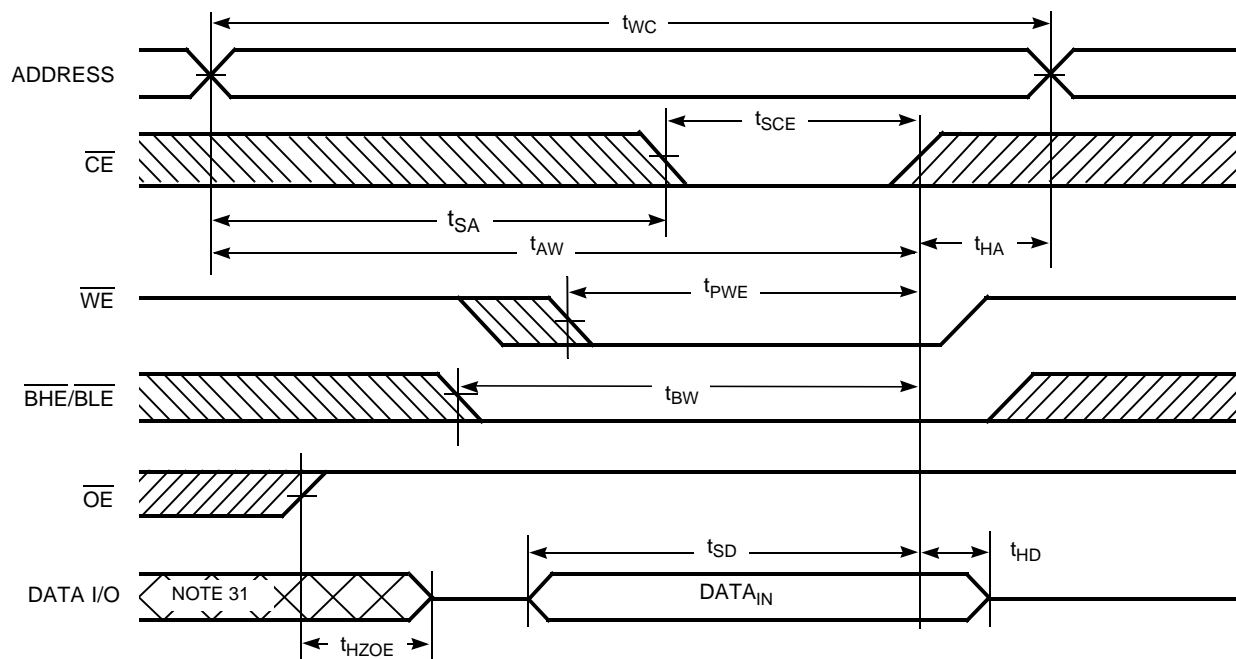 tWC
ADDRESS
tSCE
CE
tSA
tAW
tHA
WE
tPWE
BHE/BLE
tBW
OE
tSD
tHD
DATA I/O
NOTE 31
DATAIN
tHZOE